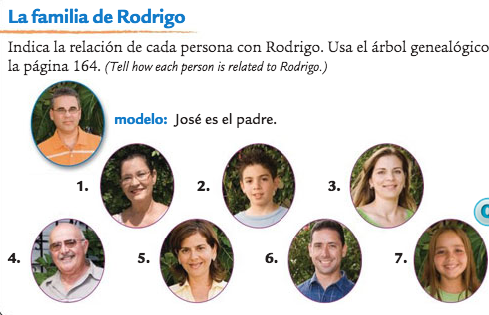 La familia de Rodrigo
Indica la relación de cada persona con Rodrigo. Usa el árbol genealógico
la página 164. (Tell how each person is related to Rodrigo.)
modelo: José es el padre.
1. 2. 3.
4. 5. 6. 7.